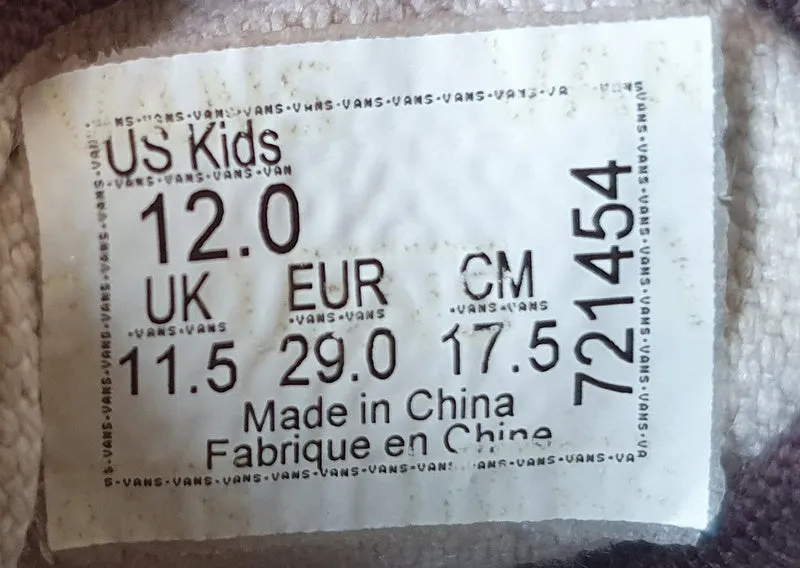 VANS·VANS·VANS·VANS·VANS·VANS·VA
US Kids
VANS·VANS·VANS·VAN
12.0
UK EUR CM
·VANS·VANS ·VANS·VANS ·VANS·VANS
11.5 29.0 17.5
Made in China
Fabrique en Chine
S·VANS·VANS·VANS·VANS·VANS·VANS·VANS·VA
721454